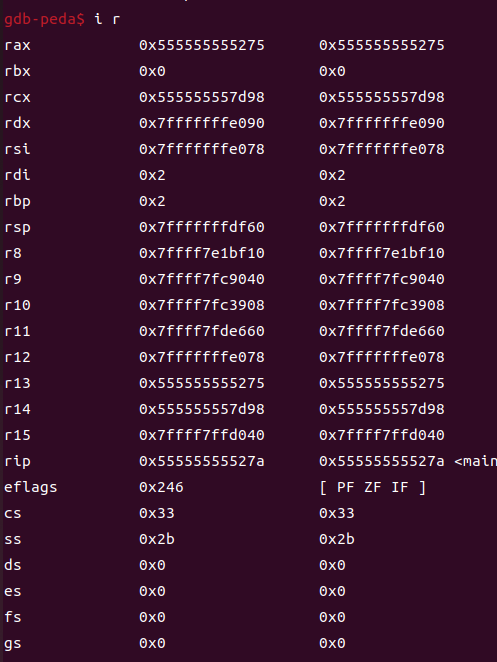 gdb-peda$ i r
rax 0x555555555275 0x555555555275
rbx 0x0 0x0
rcx 0x555555557d98 0x555555557d98
rdx 0x7fffffffe090 0x7fffffffe090
rsi 0x7fffffffe078 0x7fffffffe078
rdi 0x2 0x2
rbp 0x2 0x2
rsp 0x7fffffffdf60 0x7fffffffdf60
r8 0x7ffff7e1bf10 0x7ffff7e1bf10
r9 0x7ffff7fc9040 0x7ffff7fc9040
r10 0x7ffff7fc3908 0x7ffff7fc3908
r11 0x7ffff7fde660 0x7ffff7fde660
r12 0x7fffffffe078 0x7fffffffe078
r13 0x555555555275 0x555555555275
r14 0x555555557d98 0x555555557d98
r15 0x7ffff7ffd040 0x7ffff7ffd040
rip 0x55555555527a 0x55555555527a <main
eflags 0x246 [ PF ZF IF ]
cs 0x33 0x33
ss 0x2b 0x2b
ds 0x0 0x0
es 0x0 0x0
fs 0x0 0x0
gs 0x0 0x0